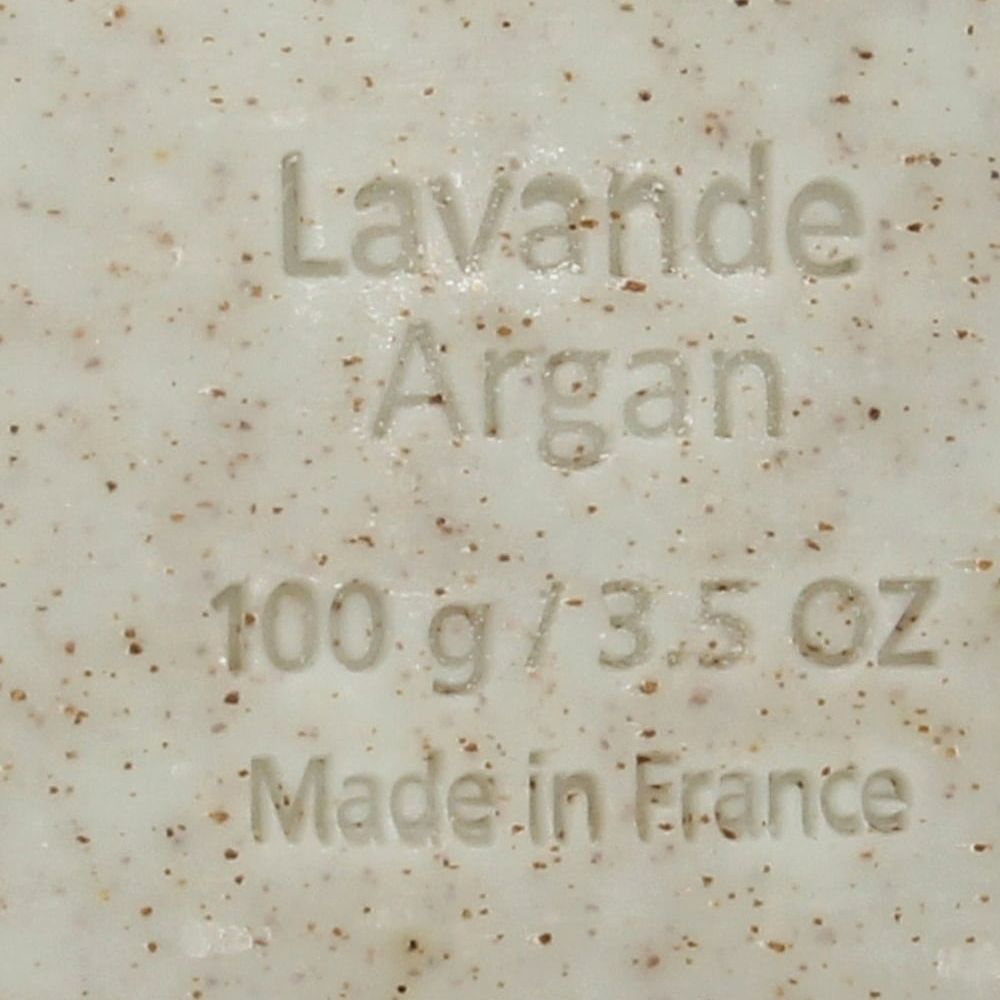 Lavande
Argan
100 g / 3.5 OZ
Made in France